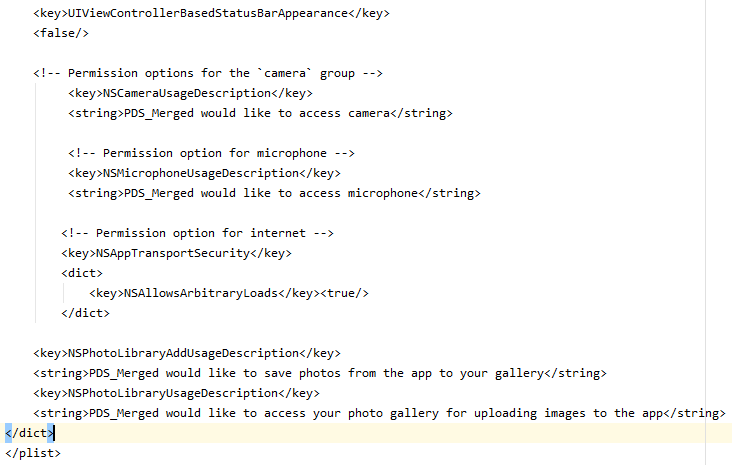 <key>UIViewControllerBasedStatusBarAppearance</key>
<false/>
<!-- Permission options for the `camera` group -->
<key>NSCameraUsageDescription</key>
<string>PDS_Merged would like to access camera</string>
<!-- Permission option for microphone -->
<key>NSMicrophoneUsageDescription</key>
<string>PDS_Merged would like to access microphone</string>
<!-- Permission option for internet -->
<key>NSAppTransportSecurity</key>
<dict>
<key>NSAllowsArbitraryLoads</key><true/>
</dict>
<key>NSPhotoLibraryAddUsageDescription</key>
<string>PDS_Merged would like to save photos from the app to your gallery</string>
<key>NSPhotoLibraryUsageDescription</key>
<string>PDS_Merged would like to access your photo gallery for uploading images to the app</string>
</dict>
</plist>